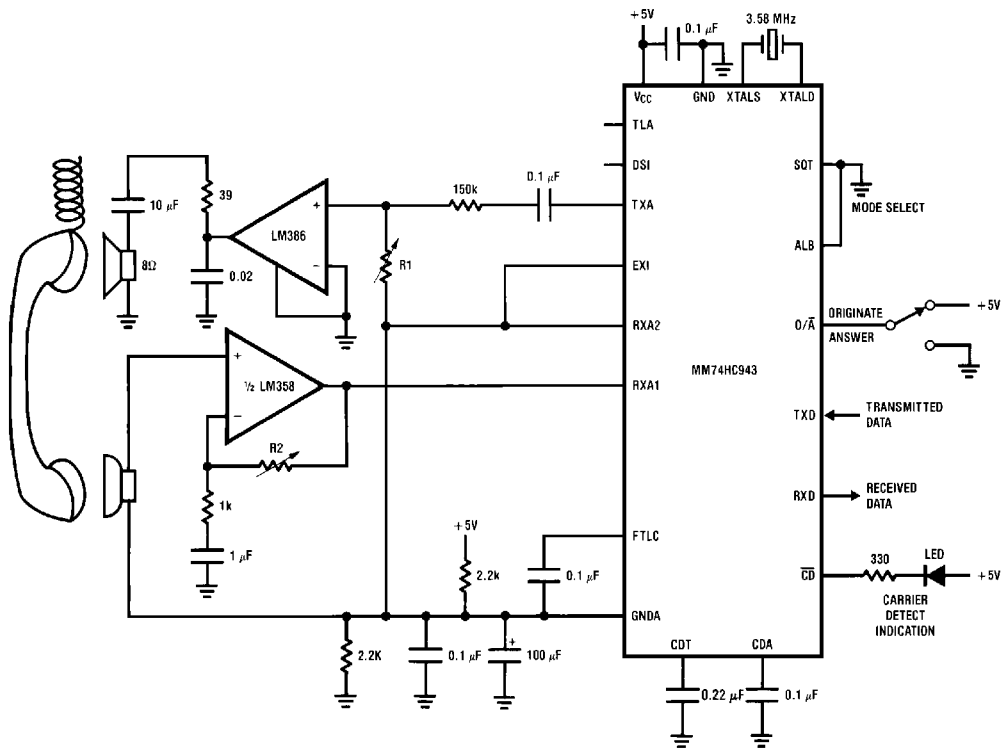 +5V
0.1 μF
3.58 MHz
VCC
GND
XTALS
XTALD
TLA
DSI
TXA
EXI
RXA2
RXA1
FTLC
GNDA
CDT
CDA
SQT
ALB
O/A̅
TXD
RXD
C̅D̅
MM74HC943
MODE SELECT
ORIGINATE
ANSWER
+5V
TRANSMITTED
DATA
RECEIVED
DATA
330
LED
+5V
CARRIER
DETECT
INDICATION
10 μF
8Ω
39
0.02
LM386
+
−
150k
0.1 μF
R1
½ LM358
+
−
R2
1k
1 μF
+5V
2.2k
0.1 μF
2.2K
0.1 μF
+
100 μF
0.22 μF
0.1 μF